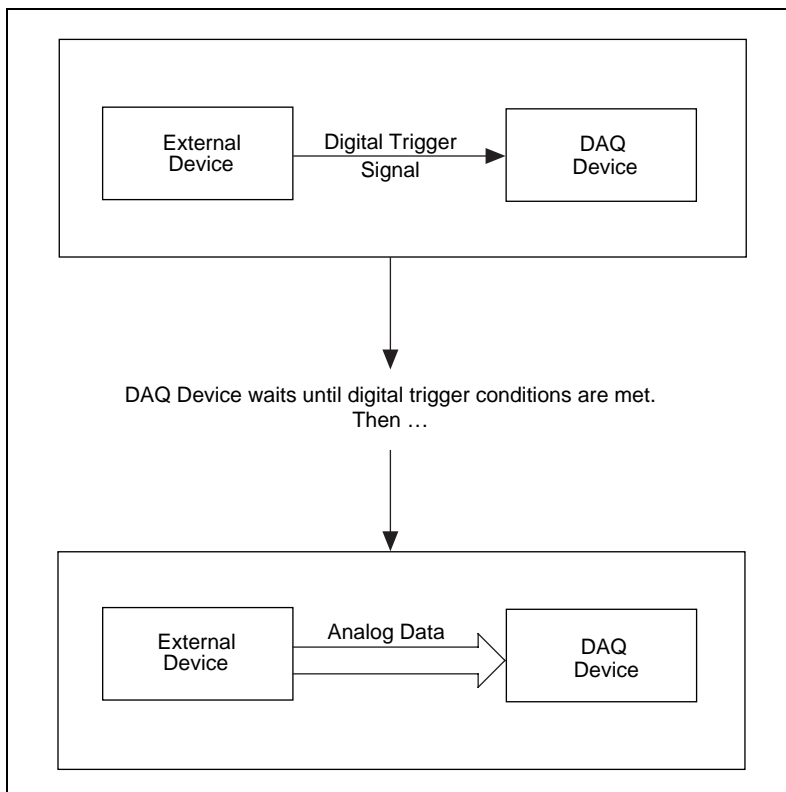 External
Device
Digital Trigger
Signal
DAQ
Device
DAQ Device waits until digital trigger conditions are met.
Then …
External
Device
Analog Data
DAQ
Device